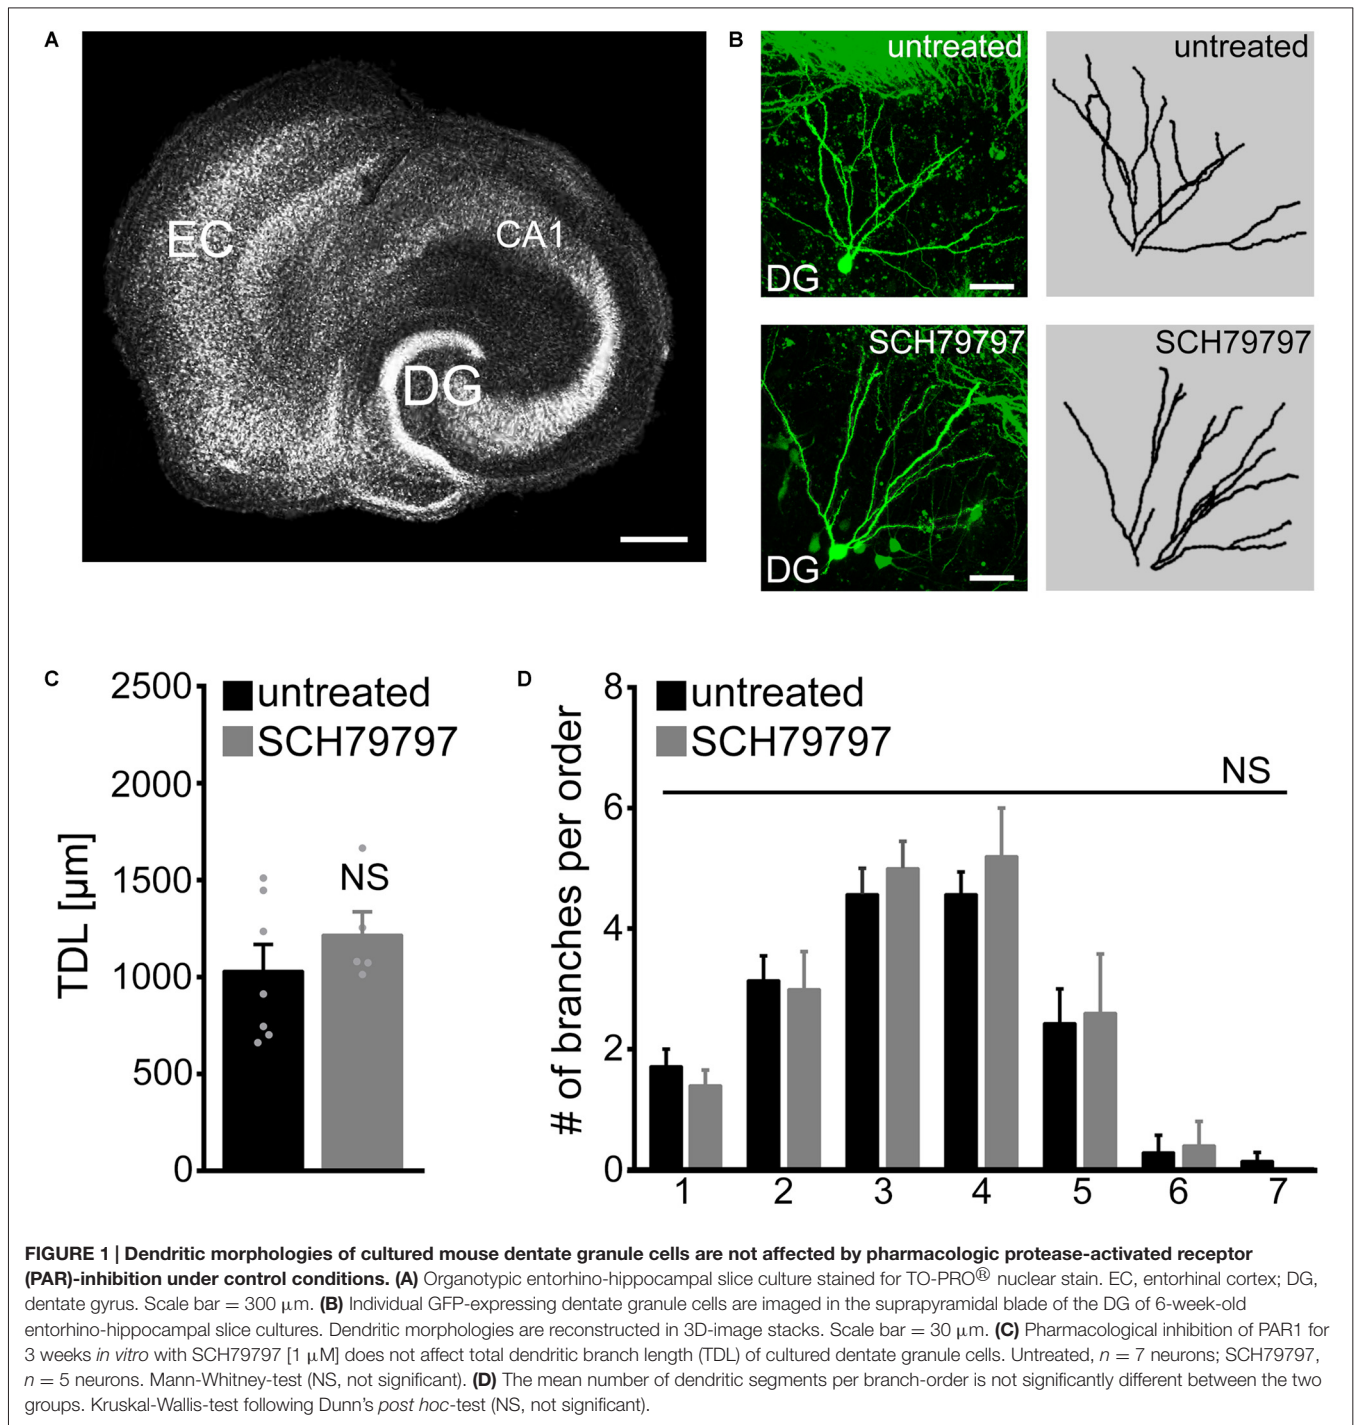 A
EC
CA1
DG
B
untreated
DG
untreated
SCH79797
DG
SCH79797
C
2500
2000
1500
1000
500
0
TDL [µm]
untreated
SCH79797
NS
D
8
6
4
2
0
# of branches per order
untreated
SCH79797
NS
1 2 3 4 5 6 7
FIGURE 1 | Dendritic morphologies of cultured mouse dentate granule cells are not affected by pharmacologic protease-activated receptor
(PAR)-inhibition under control conditions. (A) Organotypic entorhino-hippocampal slice culture stained for TO-PRO® nuclear stain. EC, entorhinal cortex; DG,
dentate gyrus. Scale bar = 300 µm. (B) Individual GFP-expressing dentate granule cells are imaged in the suprapyramidal blade of the DG of 6-week-old
entorhino-hippocampal slice cultures. Dendritic morphologies are reconstructed in 3D-image stacks. Scale bar = 30 µm. (C) Pharmacological inhibition of PAR1 for
3 weeks in vitro with SCH79797 [1 µM] does not affect total dendritic branch length (TDL) of cultured dentate granule cells. Untreated, n = 7 neurons; SCH79797,
n = 5 neurons. Mann-Whitney-test (NS, not significant). (D) The mean number of dendritic segments per branch-order is not significantly different between the two
groups. Kruskal-Wallis-test following Dunn's post hoc-test (NS, not significant).